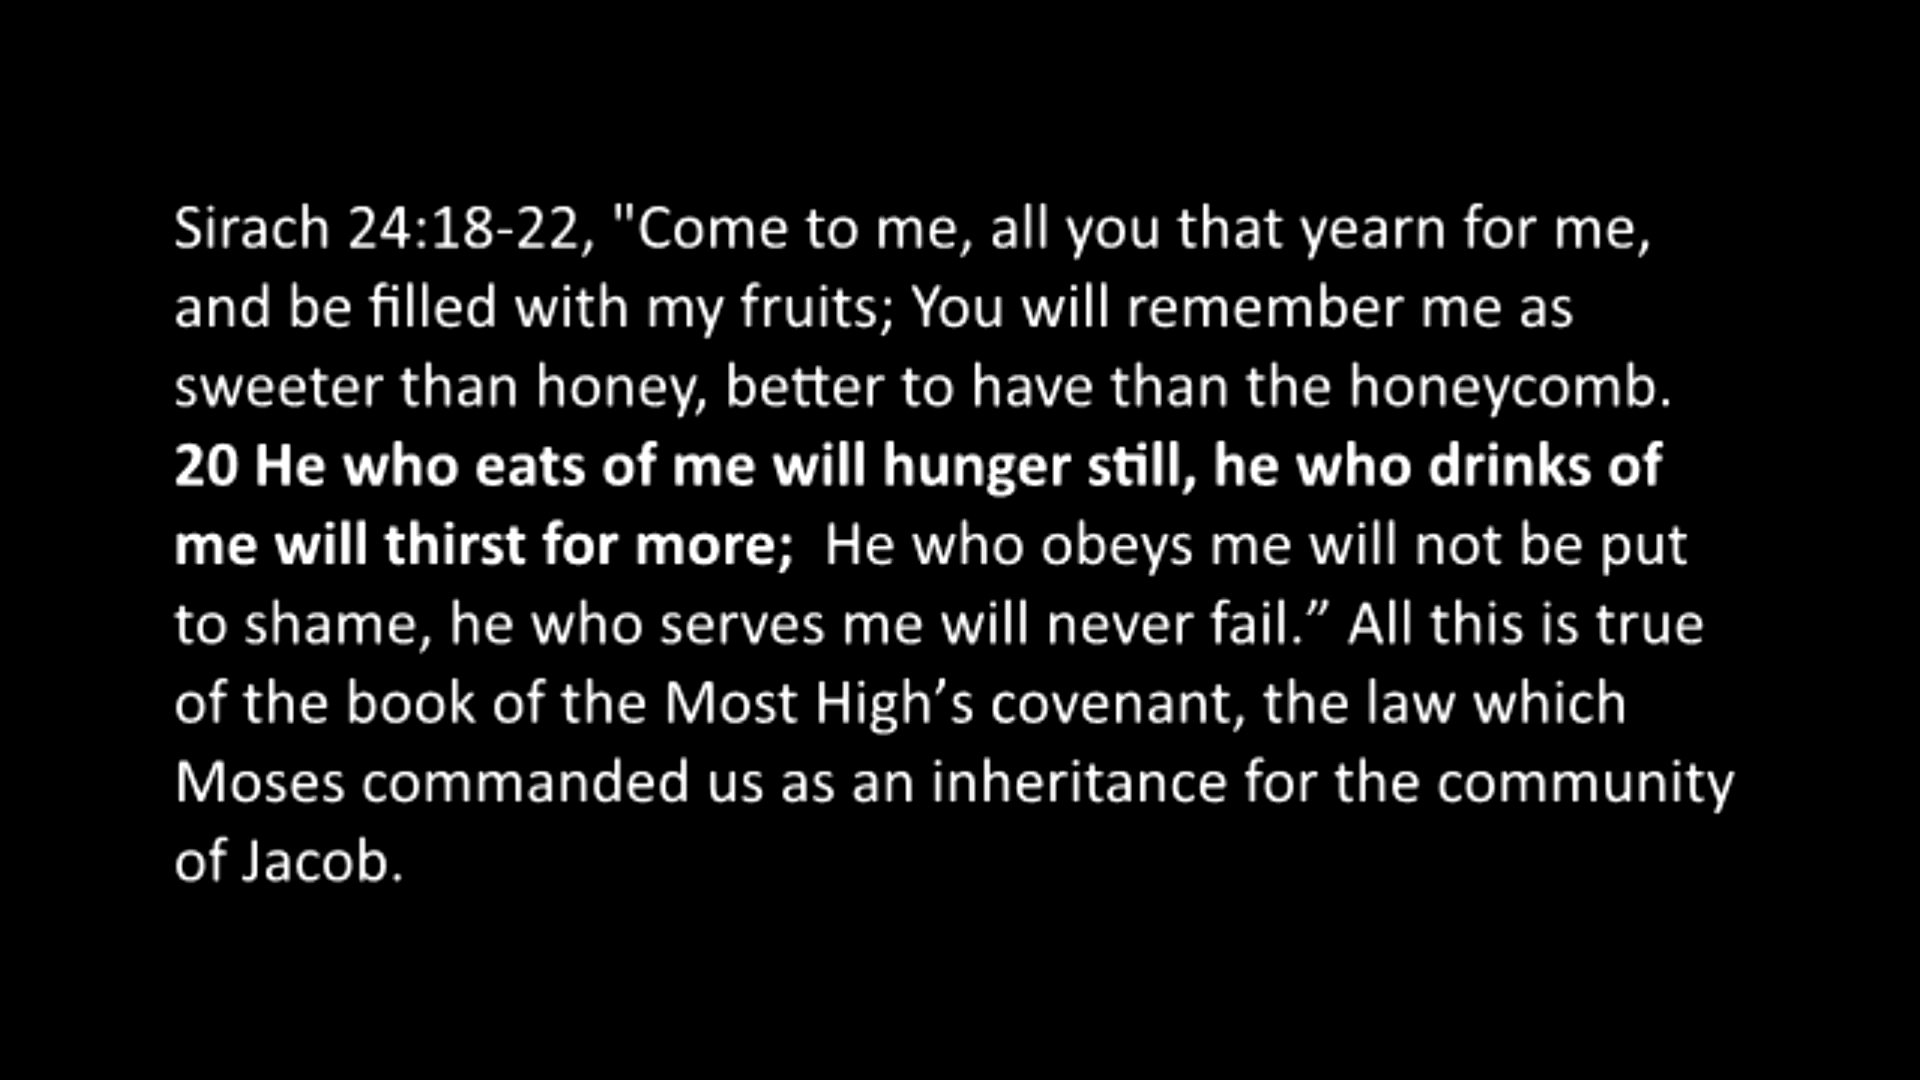 Sirach 24:18-22, "Come to me, all you that yearn for me,
and be filled with my fruits; You will remember me as
sweeter than honey, better to have than the honeycomb.
20 He who eats of me will hunger still, he who drinks of
me will thirst for more;  He who obeys me will not be put
to shame, he who serves me will never fail.” All this is true
of the book of the Most High’s covenant, the law which
Moses commanded us as an inheritance for the community
of Jacob.